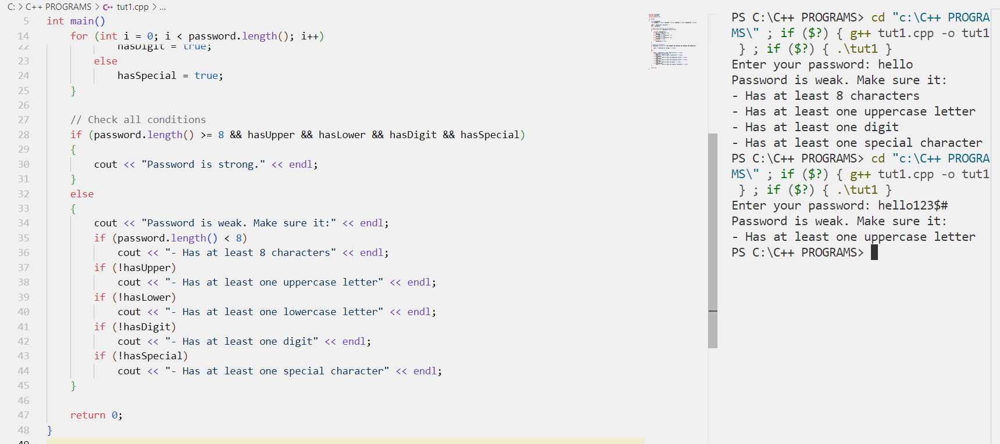 C: > C++ PROGRAMS > C++ tut1.cpp > ...
5 int main()
14 for (int i = 0; i < password.length(); i++)
22 hasDigit = true;
23 else
24 hasSpecial = true;
25 }
26
27 // Check all conditions
28 if (password.length() >= 8 && hasUpper && hasLower && hasDigit && hasSpecial)
29 {
30 cout << "Password is strong." << endl;
31 }
32 else
33 {
34 cout << "Password is weak. Make sure it:" << endl;
35 if (password.length() < 8)
36 cout << "- Has at least 8 characters" << endl;
37 if (!hasUpper)
38 cout << "- Has at least one uppercase letter" << endl;
39 if (!hasLower)
40 cout << "- Has at least one lowercase letter" << endl;
41 if (!hasDigit)
42 cout << "- Has at least one digit" << endl;
43 if (!hasSpecial)
44 cout << "- Has at least one special character" << endl;
45 }
46
47 return 0;
48 }
49
PS C:\C++ PROGRAMS> cd "c:\C++ PROGRA
MS\" ; if ($?) { g++ tut1.cpp -o tut1
} ; if ($?) { .\tut1 }
Enter your password: hello
Password is weak. Make sure it:
- Has at least 8 characters
- Has at least one uppercase letter
- Has at least one digit
- Has at least one special character
PS C:\C++ PROGRAMS> cd "c:\C++ PROGRA
MS\" ; if ($?) { g++ tut1.cpp -o tut1
} ; if ($?) { .\tut1 }
Enter your password: hello123$#
Password is weak. Make sure it:
- Has at least one uppercase letter
PS C:\C++ PROGRAMS>